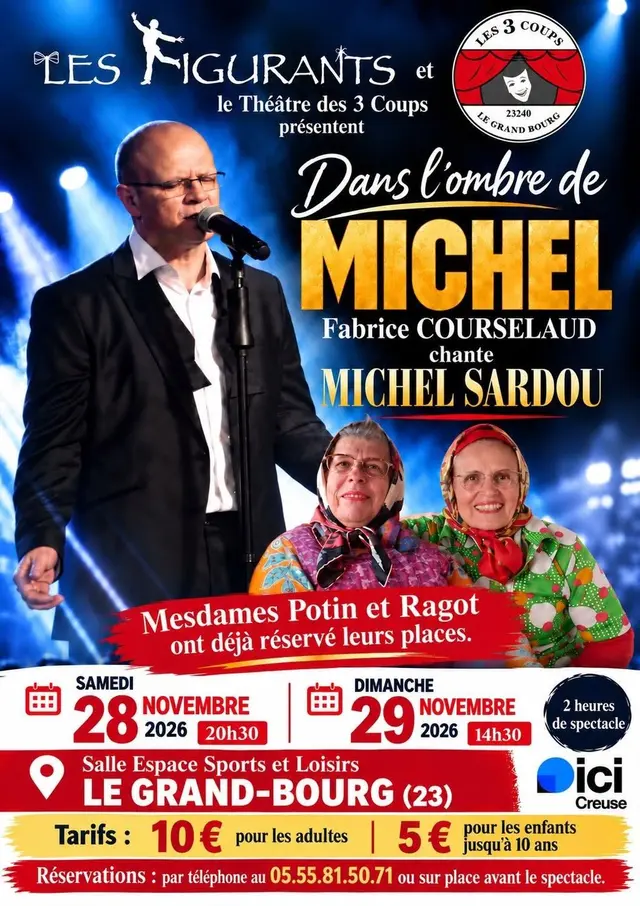 LES FIGURANTS et
le Théâtre des 3 Coups
présentent
LES 3 COUPS
23240
LE GRAND BOURG
Dans l'ombre de
MICHEL
Fabrice COURSELAUD
chante
MICHEL SARDOU
Mesdames Potin et Ragot
ont déjà réservé leurs places.
SAMEDI
28 NOVEMBRE
2026 20h30
DIMANCHE
29 NOVEMBRE
2026 14h30
2 heures
de spectacle
Salle Espace Sports et Loisirs
LE GRAND-BOURG (23)
ici
Creuse
Tarifs : 10 € pour les adultes
5 € pour les enfants
jusqu'à 10 ans
Réservations : par téléphone au 05.55.81.50.71 ou sur place avant le spectacle.